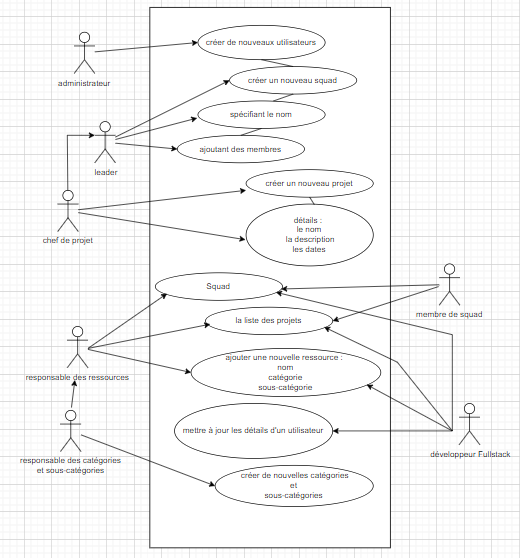 créer de nouveaux utilisateurs
administrateur
créer un nouveau squad
spécifiant le nom
ajoutant des membres
leader
créer un nouveau projet
chef de projet
détails :
le nom
la description
les dates
Squad
membre de squad
la liste des projets
ajouter une nouvelle ressource :
nom
catégorie
sous-catégorie
responsable des ressources
mettre à jour les détails d'un utilisateur
développeur Fullstack
responsable des catégories
et sous-catégories
créer de nouvelles catégories
et
sous-catégories